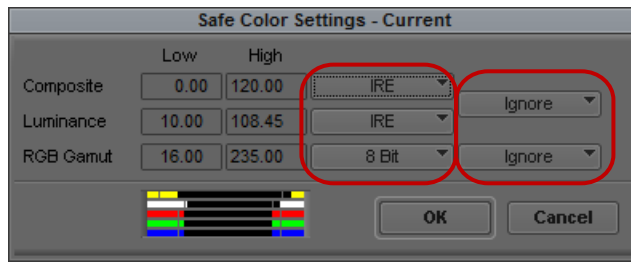 Safe Color Settings - Current
Low High
Composite 0.00 120.00 IRE
Ignore
Luminance 10.00 108.45 IRE
RGB Gamut 16.00 235.00 8 Bit Ignore
OK Cancel